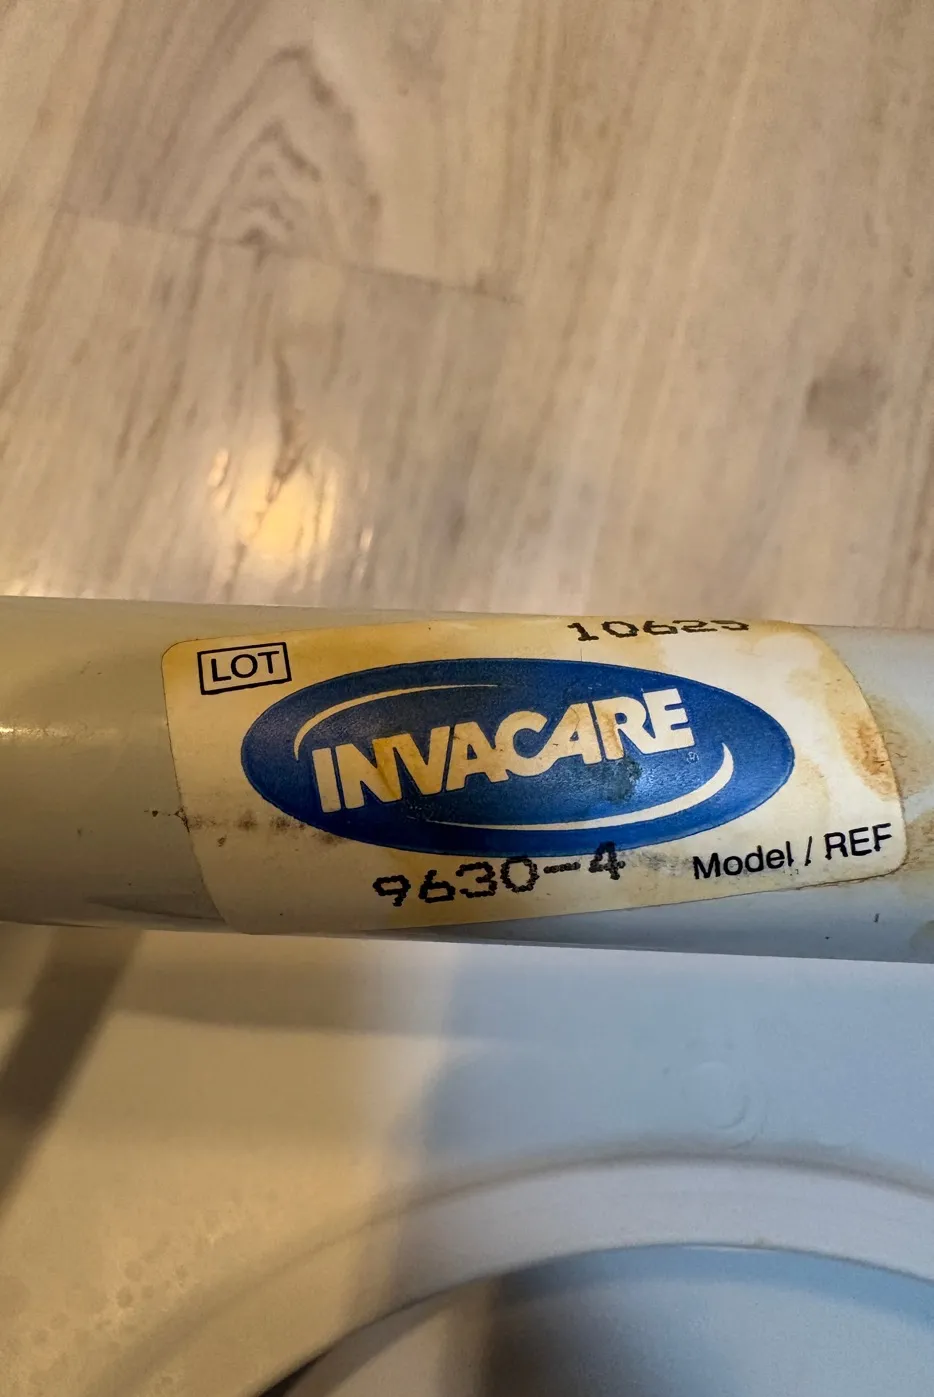 10625
LOT
INVACARE
9630-4
Model / REF